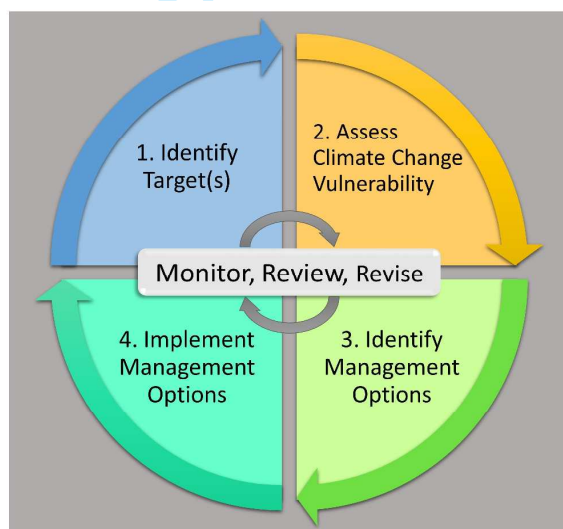 1. Identify
Target(s)
2. Assess
Climate Change
Vulnerability
Monitor, Review, Revise
4. Implement
Management
Options
3. Identify
Management
Options